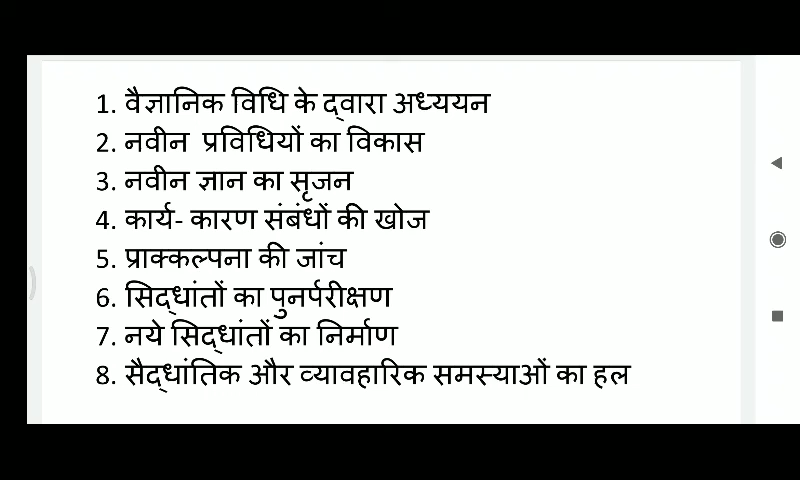 1. वैज्ञानिक विधि के द्वारा अध्ययन
2. नवीन प्रविधियों का विकास
3. नवीन ज्ञान का सृजन
4. कार्य- कारण संबंधों की खोज
5. प्राक्कल्पना की जांच
6. सिद्धांतों का पुनर्परीक्षण
7. नये सिद्धांतों का निर्माण
8. सैद्धांतिक और व्यावहारिक समस्याओं का हल